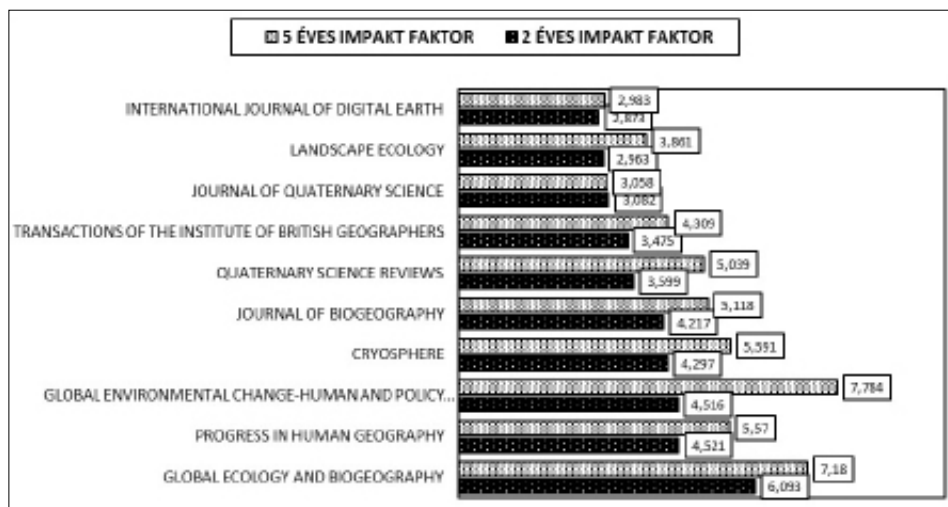 5 ÉVES IMPAKT FAKTOR 2 ÉVES IMPAKT FAKTOR
INTERNATIONAL JOURNAL OF DIGITAL EARTH
2,983
2,873
LANDSCAPE ECOLOGY
3,861
2,963
JOURNAL OF QUATERNARY SCIENCE
3,058
3,082
TRANSACTIONS OF THE INSTITUTE OF BRITISH GEOGRAPHERS
4,309
3,475
QUATERNARY SCIENCE REVIEWS
5,039
3,599
JOURNAL OF BIOGEOGRAPHY
5,118
4,217
CRYOSPHERE
5,591
4,297
GLOBAL ENVIRONMENTAL CHANGE-HUMAN AND POLICY...
7,784
4,516
PROGRESS IN HUMAN GEOGRAPHY
5,57
4,521
GLOBAL ECOLOGY AND BIOGEOGRAPHY
7,18
6,093